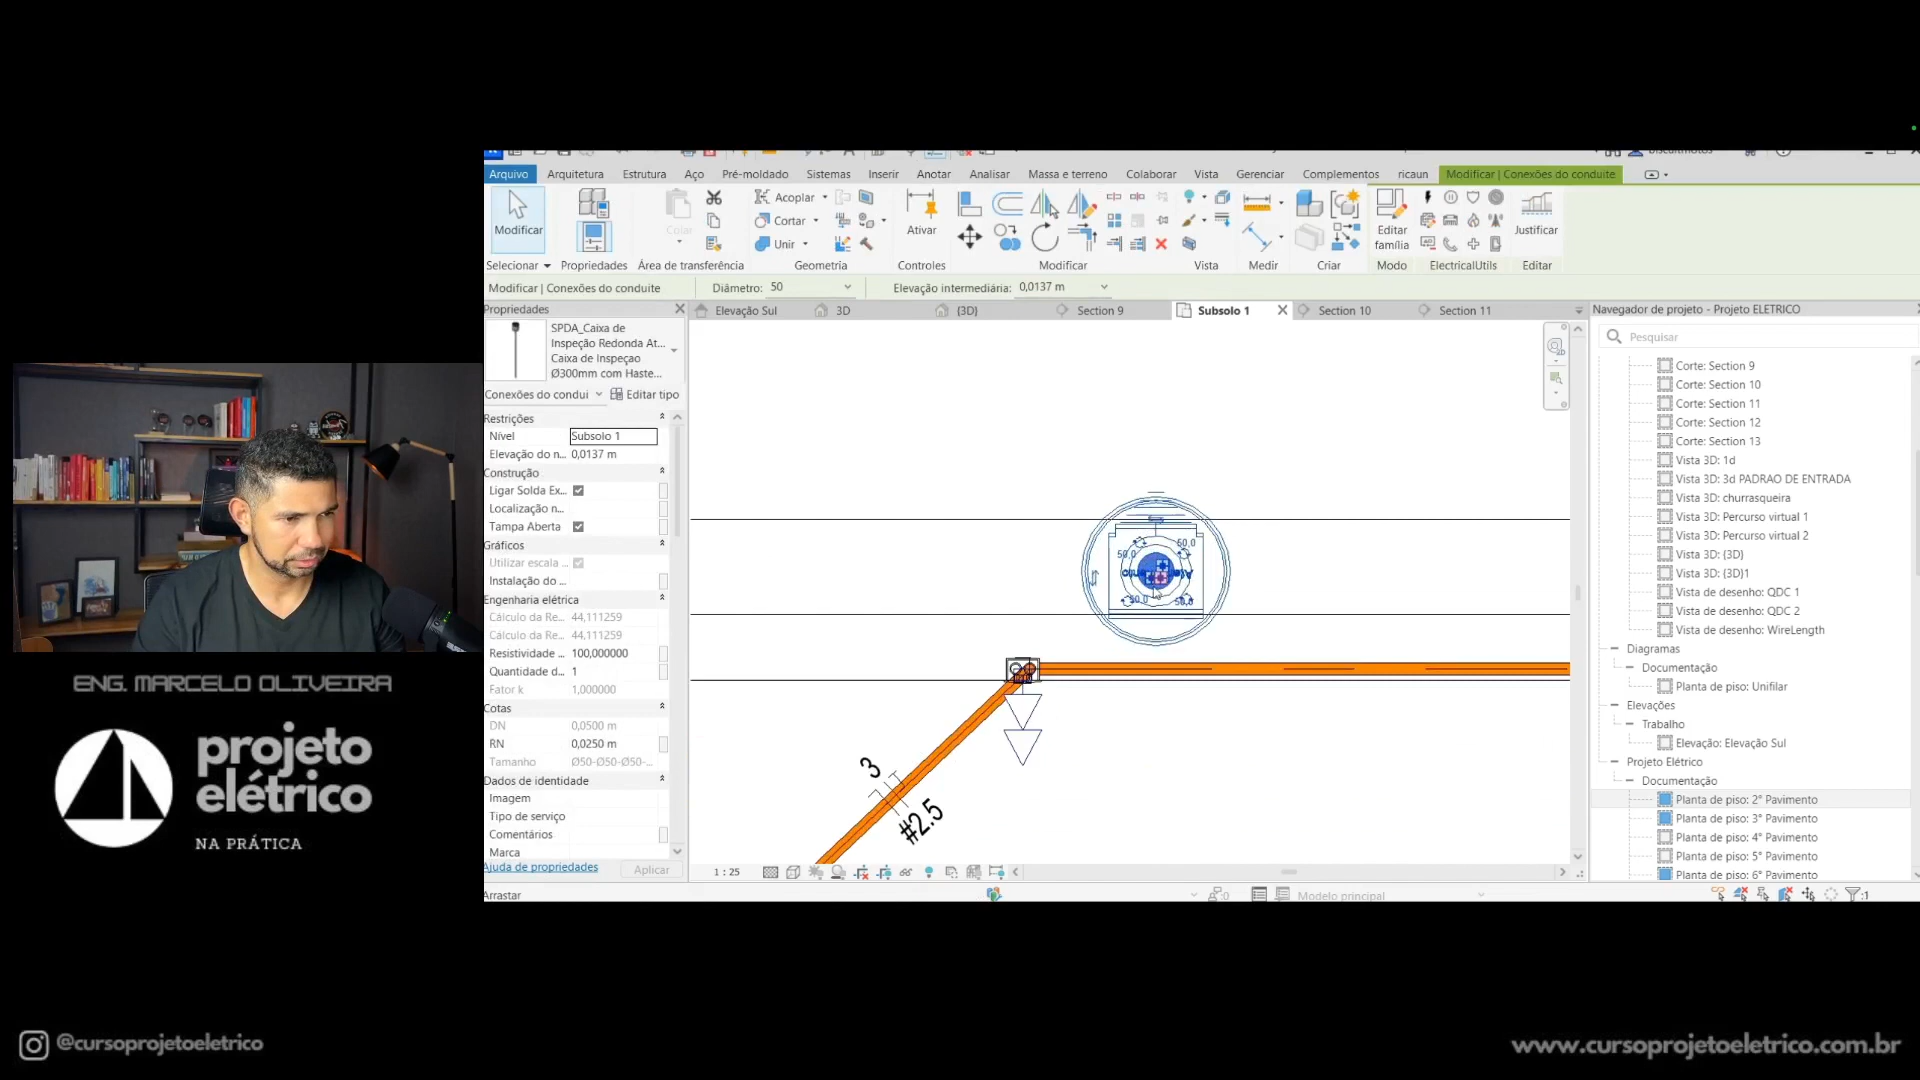 Arquivo Arquitetura Estrutura Aço Pré-moldado Sistemas Inserir Anotar Analisar Massa e terreno Colaborar Vista Gerenciar Complementos ricaun Modificar | Conexões do conduite
Modificar
Colar
Acoplar
Cortar
Unir
Ativar
Editar
família
Justificar
Selecionar Propriedades Área de transferência Geometria Controles Modificar Vista Medir Criar Modo ElectricalUtils Editar
Modificar | Conexões do conduite Diâmetro: 50 Elevação intermediária: 0,0137 m
Propriedades
Elevação Sul 3D {3D} Section 9 Subsolo 1 Section 10 Section 11
SPDA_Caixa de
Inspeção Redonda At...
Caixa de Inspeçao
Ø300mm com Haste...
Conexões do condui Editar tipo
Restrições
Nível Subsolo 1
Elevação do n... 0,0137 m
Construção
Ligar Solda Ex...
Localização n...
Tampa Aberta
Gráficos
Utilizar escala ...
Instalação do ...
Engenharia elétrica
Cálculo da Re... 44,111259
Cálculo da Re... 44,111259
Resistividade ... 100,000000
Quantidade d... 1
Fator k 1,000000
Cotas
DN 0,0500 m
RN 0,0250 m
Tamanho Ø50-Ø50-Ø50-...
Dados de identidade
Imagem
Tipo de serviço
Comentários
Marca
Ajuda de propriedades Aplicar
50,0
50,0
50,0
50,0
3
#2.5
1 : 25
Arrastar
:0
Modelo principal
:1
Navegador de projeto - Projeto ELETRICO
Pesquisar
Corte: Section 9
Corte: Section 10
Corte: Section 11
Corte: Section 12
Corte: Section 13
Vista 3D: 1d
Vista 3D: 3d PADRAO DE ENTRADA
Vista 3D: churrasqueira
Vista 3D: Percurso virtual 1
Vista 3D: Percurso virtual 2
Vista 3D: {3D}
Vista 3D: {3D}1
Vista de desenho: QDC 1
Vista de desenho: QDC 2
Vista de desenho: WireLength
Diagramas
Documentação
Planta de piso: Unifilar
Elevações
Trabalho
Elevação: Elevação Sul
Projeto Elétrico
Documentação
Planta de piso: 2° Pavimento
Planta de piso: 3° Pavimento
Planta de piso: 4° Pavimento
Planta de piso: 5° Pavimento
Planta de piso: 6° Pavimento
ENG. MARCELO OLIVEIRA
projeto
elétrico
NA PRÁTICA
@cursoprojetoeletrico
www.cursoprojetoeletrico.com.br